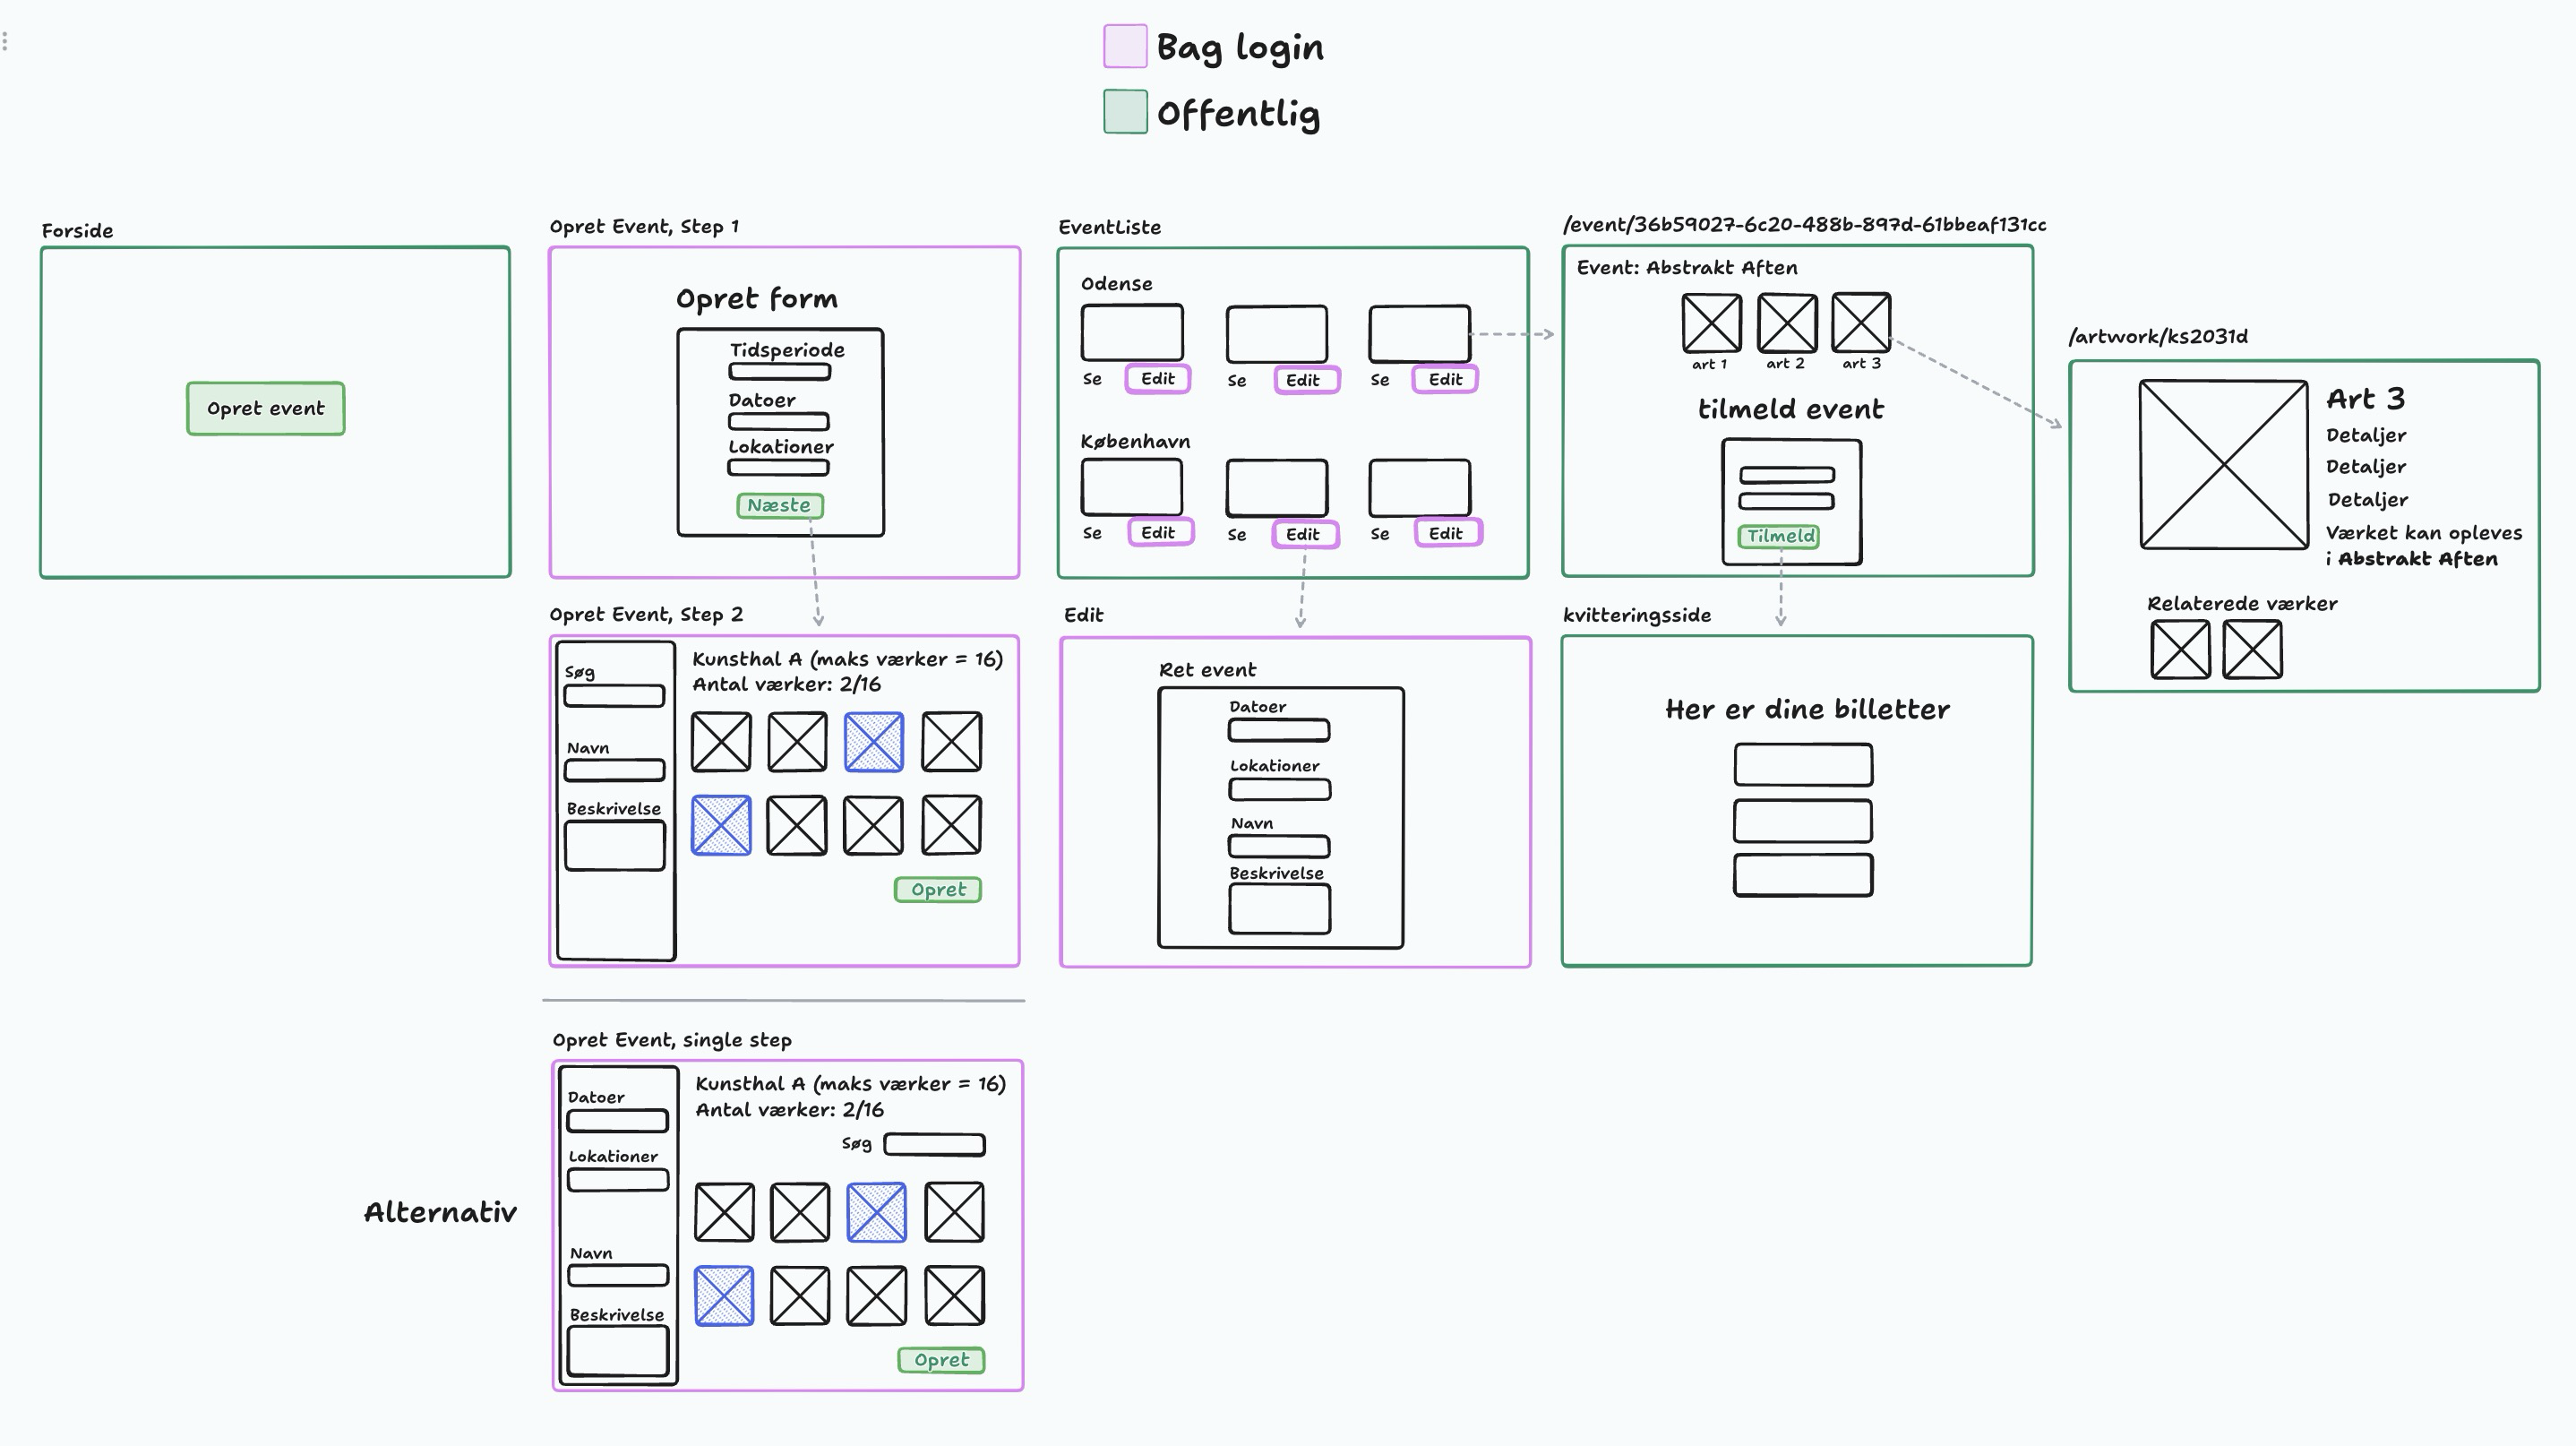 Bag login
Offentlig
Forside
Opret event
Opret Event, Step 1
Opret form
Tidsperiode
Datoer
Lokationer
Næste
Opret Event, Step 2
Søg
Navn
Beskrivelse
Kunsthal A (maks værker = 16)
Antal værker: 2/16
Opret
Alternativ
Opret Event, single step
Datoer
Lokationer
Navn
Beskrivelse
Kunsthal A (maks værker = 16)
Antal værker: 2/16
Søg
Opret
EventListe
Odense
Se Edit Se Edit Se Edit
København
Se Edit Se Edit Se Edit
Edit
Ret event
Datoer
Lokationer
Navn
Beskrivelse
/event/36b59027-6c20-488b-897d-61bbeaf131cc
Event: Abstrakt Aften
art 1 art 2 art 3
tilmeld event
Tilmeld
kvitteringsside
Her er dine billetter
/artwork/ks2031d
Art 3
Detaljer
Detaljer
Detaljer
Værket kan opleves
i Abstrakt Aften
Relaterede værker